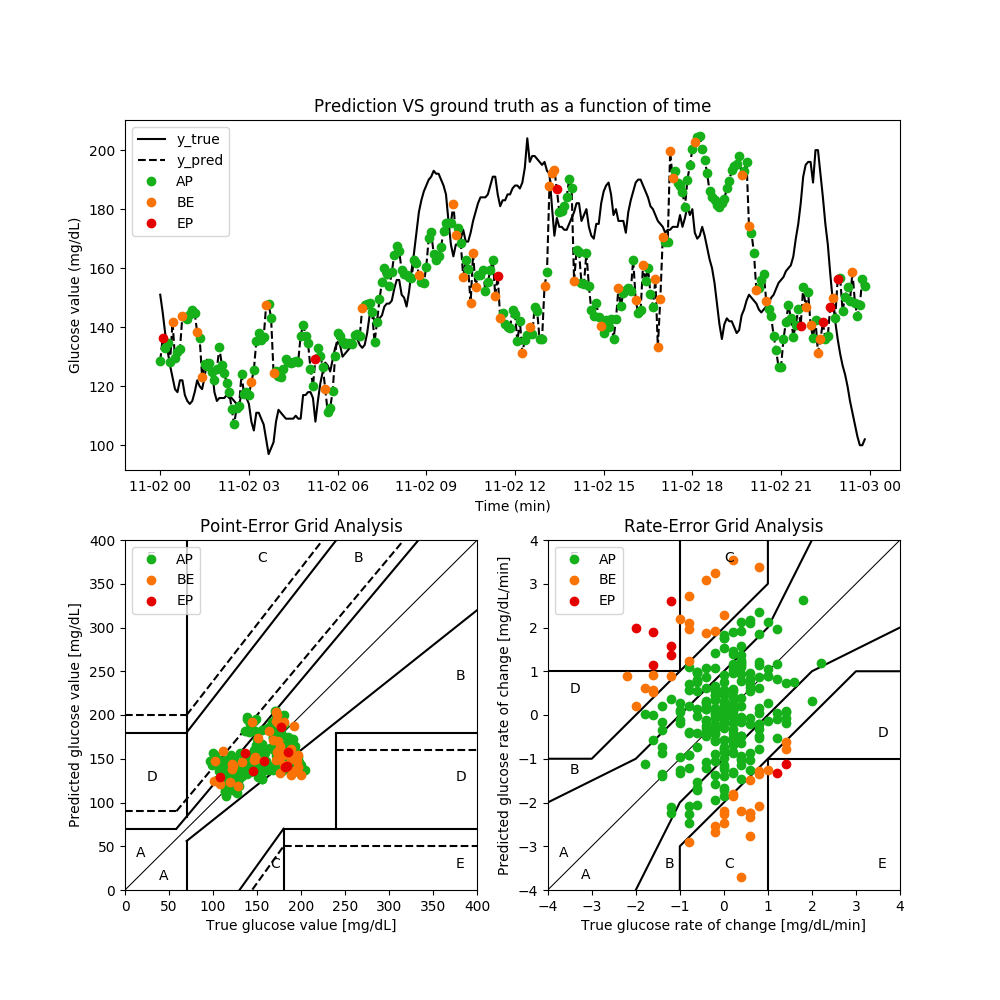 Prediction VS ground truth as a function of time
y_true
y_pred
AP
BE
EP
200
180
160
140
120
100
Glucose value (mg/dL)
11-02 00 11-02 03 11-02 06 11-02 09 11-02 12 11-02 15 11-02 18 11-02 21 11-03 00
Time (min)
Point-Error Grid Analysis
AP
BE
EP
C B
B
D D
A
A
C E
400
350
300
250
200
150
100
50
0
Predicted glucose value [mg/dL]
0 50 100 150 200 250 300 350 400
True glucose value [mg/dL]
Rate-Error Grid Analysis
AP
BE
EP
C
D
D
B
A
A
B C E
4
3
2
1
0
−1
−2
−3
−4
Predicted glucose rate of change [mg/dL/min]
−4 −3 −2 −1 0 1 2 3 4
True glucose rate of change [mg/dL/min]